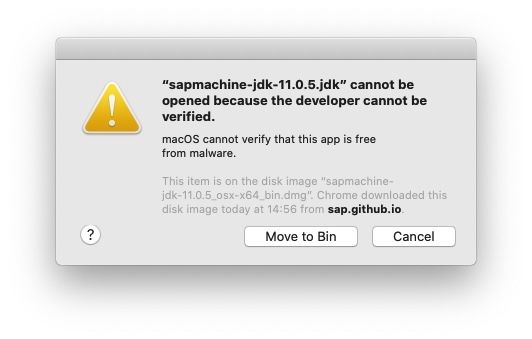 “sapmachine-jdk-11.0.5.jdk” cannot be
opened because the developer cannot be
verified.
macOS cannot verify that this app is free
from malware.
This item is on the disk image “sapmachine-
jdk-11.0.5_osx-x64_bin.dmg”. Chrome downloaded this
disk image today at 14:56 from sap.github.io.
?
Move to Bin
Cancel